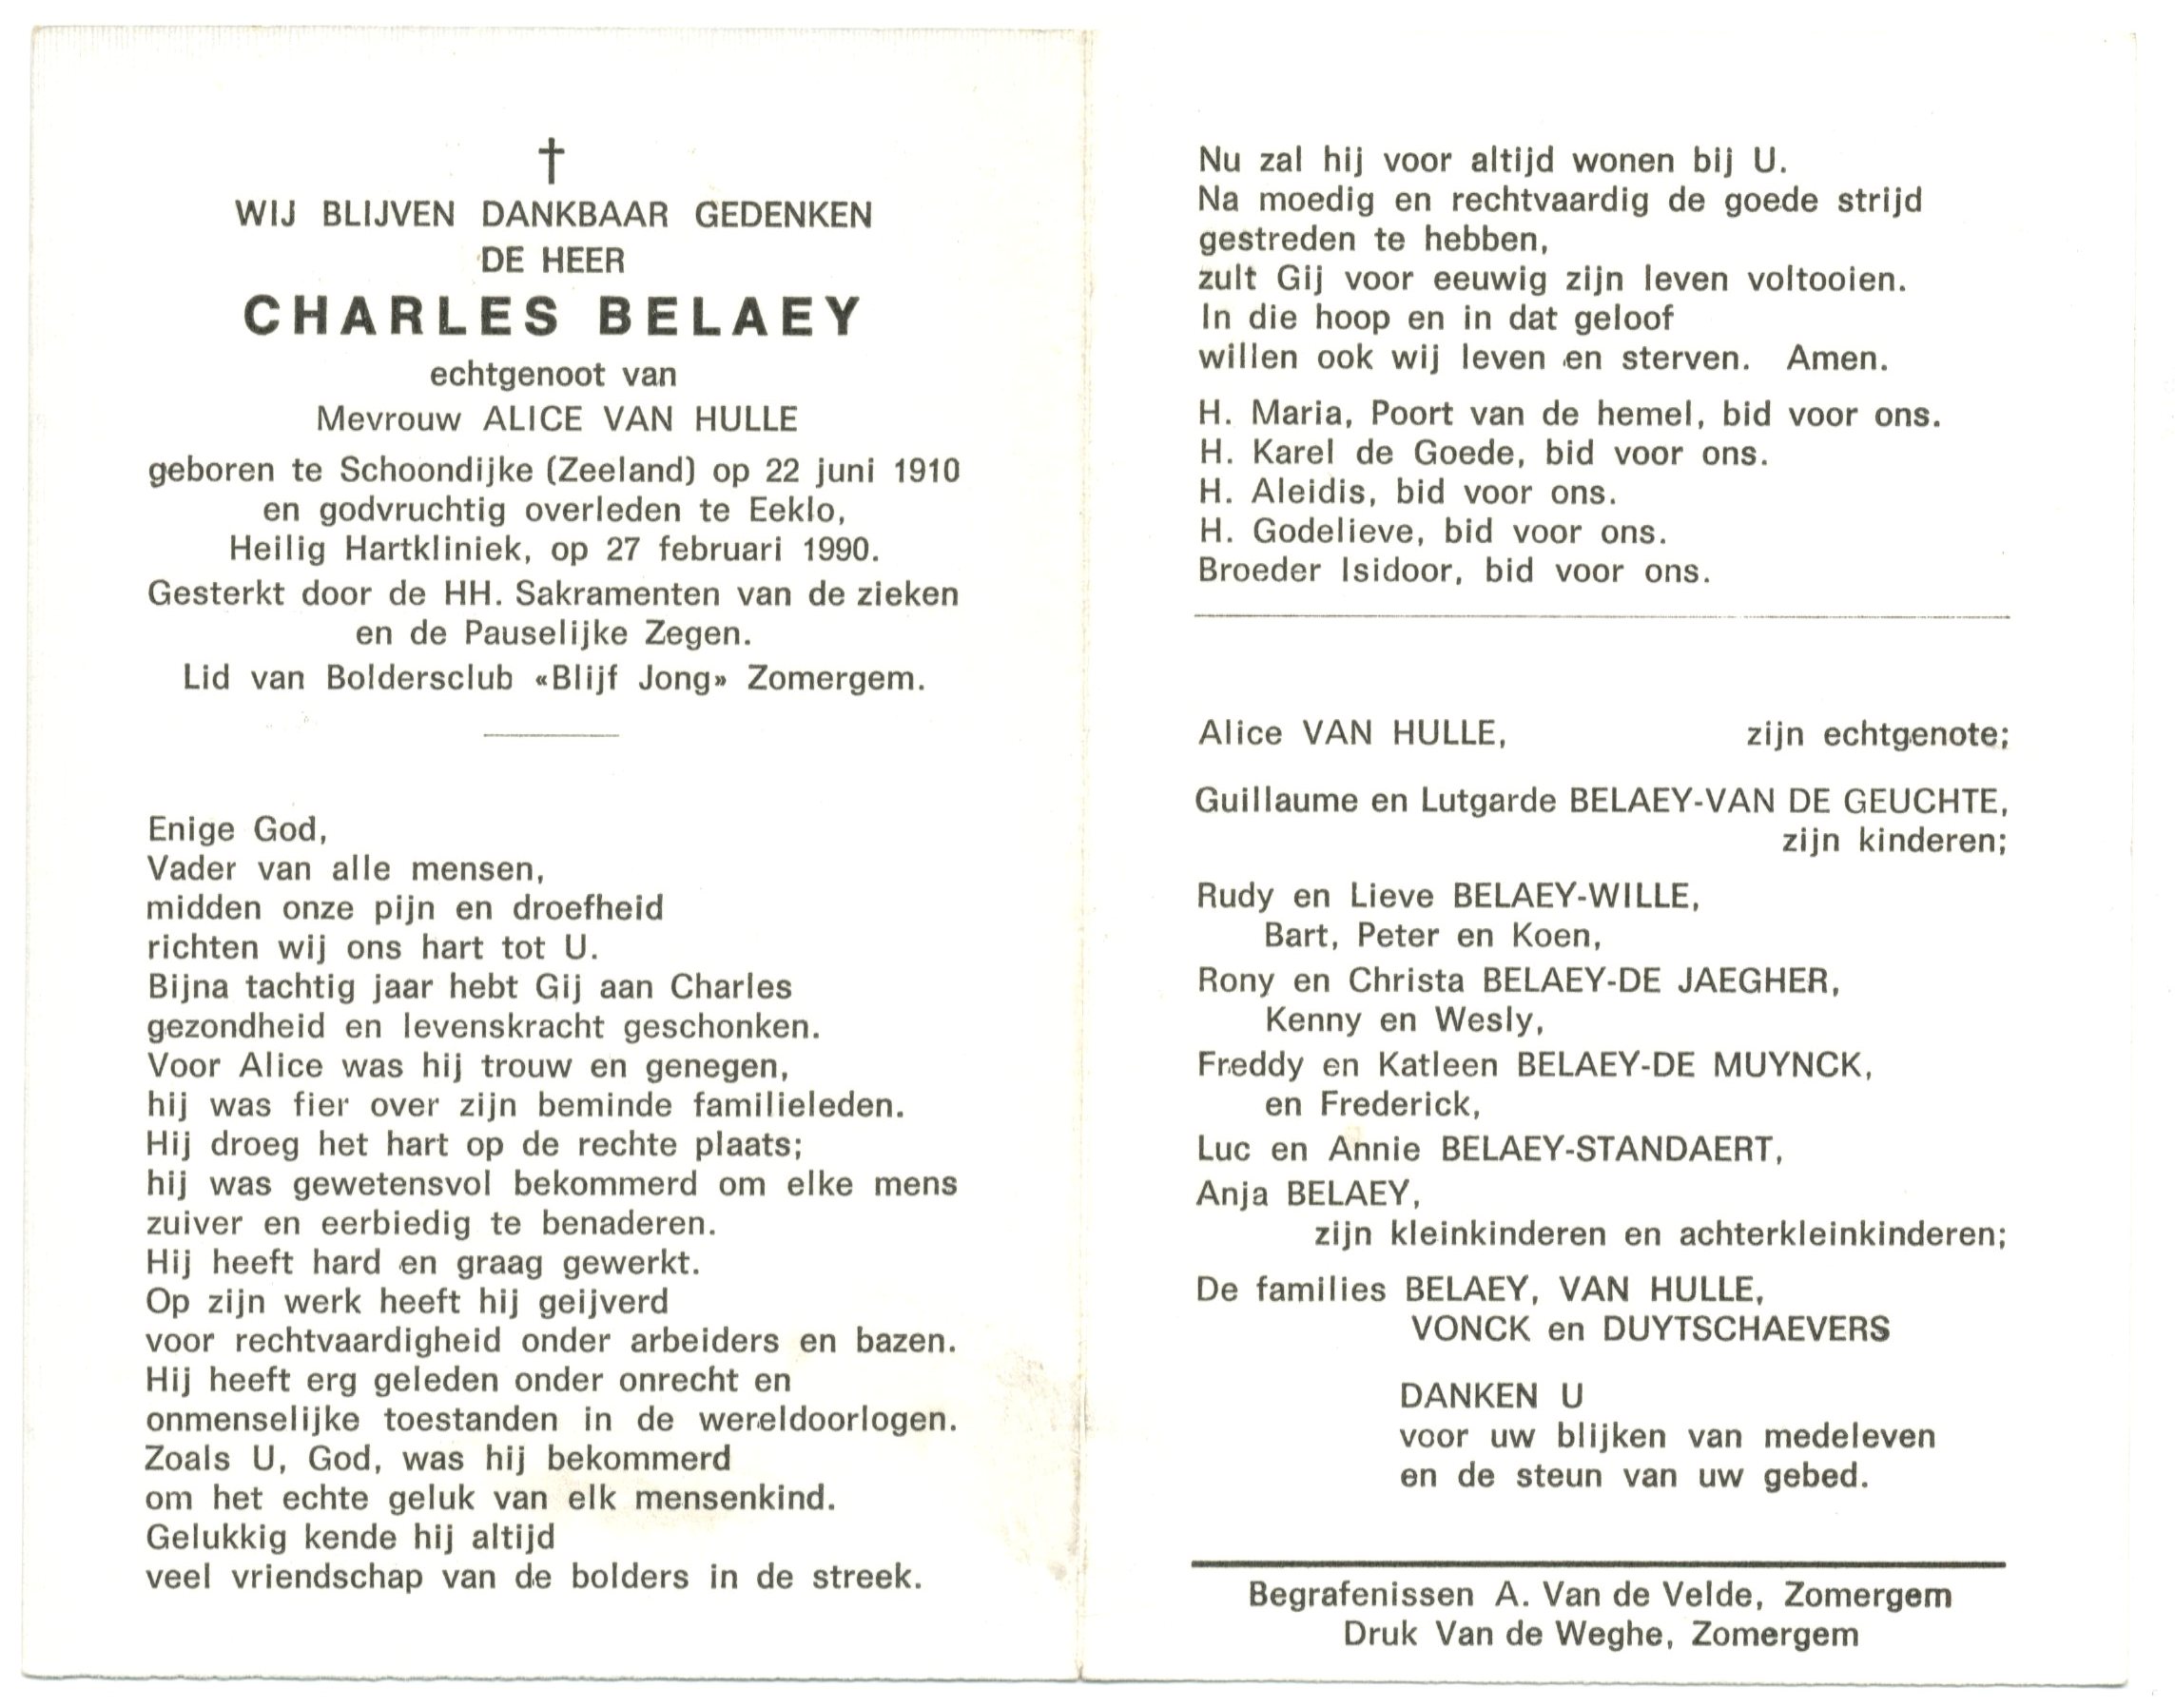 †
WIJ BLIJVEN DANKBAAR GEDENKEN
DE HEER
CHARLES BELAEY
echtgenoot van
Mevrouw ALICE VAN HULLE
geboren te Schoondijke (Zeeland) op 22 juni 1910
en godvruchtig overleden te Eeklo,
Heilig Hartkliniek, op 27 februari 1990.
Gesterkt door de HH. Sakramenten van de zieken
en de Pauselijke Zegen.
Lid van Boldersclub «Blijf Jong» Zomergem.
Enige God,
Vader van alle mensen,
midden onze pijn en droefheid
richten wij ons hart tot U.
Bijna tachtig jaar hebt Gij aan Charles
gezondheid en levenskracht geschonken.
Voor Alice was hij trouw en genegen,
hij was fier over zijn beminde familieleden.
Hij droeg het hart op de rechte plaats;
hij was gewetensvol bekommerd om elke mens
zuiver en eerbiedig te benaderen.
Hij heeft hard en graag gewerkt.
Op zijn werk heeft hij geijverd
voor rechtvaardigheid onder arbeiders en bazen.
Hij heeft erg geleden onder onrecht en
onmenselijke toestanden in de wereldoorlogen.
Zoals U, God, was hij bekommerd
om het echte geluk van elk mensenkind.
Gelukkig kende hij altijd
veel vriendschap van de bolders in de streek.
Nu zal hij voor altijd wonen bij U.
Na moedig en rechtvaardig de goede strijd
gestreden te hebben,
zult Gij voor eeuwig zijn leven voltooien.
In die hoop en in dat geloof
willen ook wij leven en sterven. Amen.
H. Maria, Poort van de hemel, bid voor ons.
H. Karel de Goede, bid voor ons.
H. Aleidis, bid voor ons.
H. Godelieve, bid voor ons.
Broeder Isidoor, bid voor ons.
Alice VAN HULLE, zijn echtgenote;
Guillaume en Lutgarde BELAEY-VAN DE GEUCHTE,
zijn kinderen;
Rudy en Lieve BELAEY-WILLE,
Bart, Peter en Koen,
Rony en Christa BELAEY-DE JAEGHER,
Kenny en Wesly,
Freddy en Katleen BELAEY-DE MUYNCK,
en Frederick,
Luc en Annie BELAEY-STANDAERT,
Anja BELAEY,
zijn kleinkinderen en achterkleinkinderen;
De families BELAEY, VAN HULLE,
VONCK en DUYTSCHAEVERS
DANKEN U
voor uw blijken van medeleven
en de steun van uw gebed.
Begrafenissen A. Van de Velde, Zomergem
Druk Van de Weghe, Zomergem